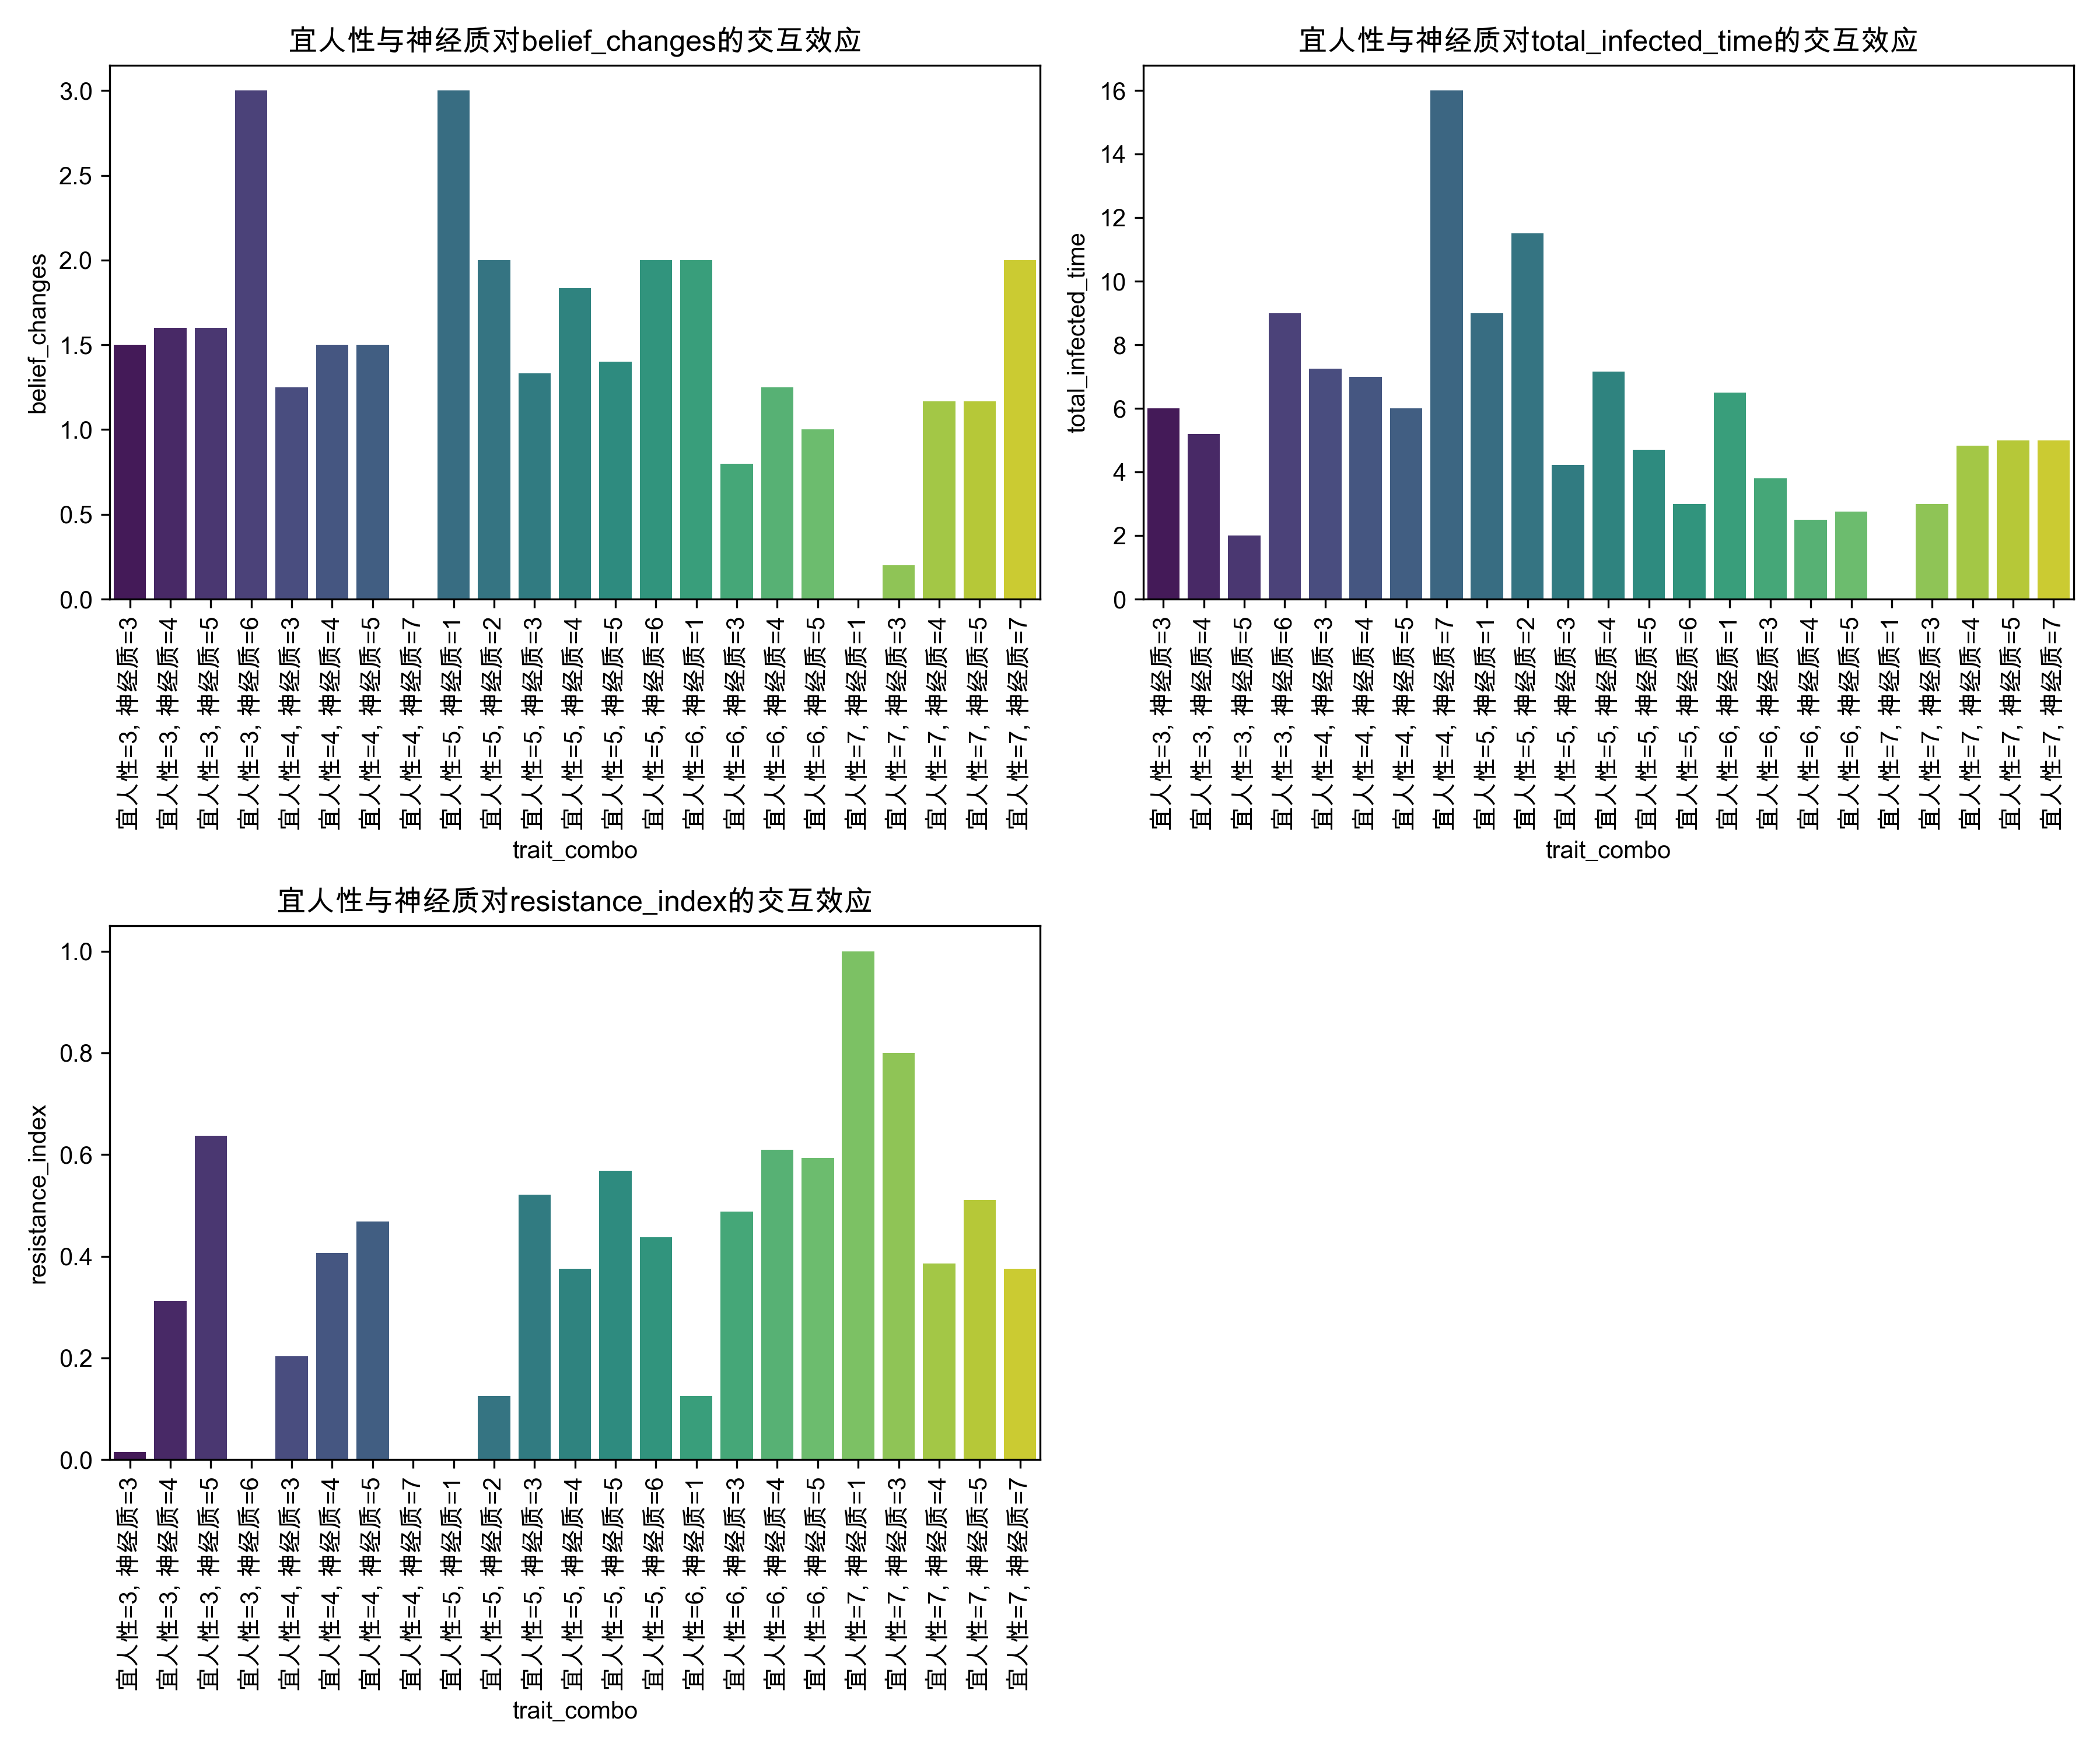 宜人性与神经质对belief_changes的交互效应
belief_changes
3.0
2.5
2.0
1.5
1.0
0.5
0.0
宜人性=3, 神经质=3
宜人性=3, 神经质=4
宜人性=3, 神经质=5
宜人性=3, 神经质=6
宜人性=4, 神经质=3
宜人性=4, 神经质=4
宜人性=4, 神经质=5
宜人性=4, 神经质=7
宜人性=5, 神经质=1
宜人性=5, 神经质=2
宜人性=5, 神经质=3
宜人性=5, 神经质=4
宜人性=5, 神经质=5
宜人性=5, 神经质=6
宜人性=6, 神经质=1
宜人性=6, 神经质=3
宜人性=6, 神经质=4
宜人性=6, 神经质=5
宜人性=7, 神经质=1
宜人性=7, 神经质=3
宜人性=7, 神经质=4
宜人性=7, 神经质=5
宜人性=7, 神经质=7
trait_combo
宜人性与神经质对total_infected_time的交互效应
total_infected_time
16
14
12
10
8
6
4
2
0
宜人性=3, 神经质=3
宜人性=3, 神经质=4
宜人性=3, 神经质=5
宜人性=3, 神经质=6
宜人性=4, 神经质=3
宜人性=4, 神经质=4
宜人性=4, 神经质=5
宜人性=4, 神经质=7
宜人性=5, 神经质=1
宜人性=5, 神经质=2
宜人性=5, 神经质=3
宜人性=5, 神经质=4
宜人性=5, 神经质=5
宜人性=5, 神经质=6
宜人性=6, 神经质=1
宜人性=6, 神经质=3
宜人性=6, 神经质=4
宜人性=6, 神经质=5
宜人性=7, 神经质=1
宜人性=7, 神经质=3
宜人性=7, 神经质=4
宜人性=7, 神经质=5
宜人性=7, 神经质=7
trait_combo
宜人性与神经质对resistance_index的交互效应
resistance_index
1.0
0.8
0.6
0.4
0.2
0.0
宜人性=3, 神经质=3
宜人性=3, 神经质=4
宜人性=3, 神经质=5
宜人性=3, 神经质=6
宜人性=4, 神经质=3
宜人性=4, 神经质=4
宜人性=4, 神经质=5
宜人性=4, 神经质=7
宜人性=5, 神经质=1
宜人性=5, 神经质=2
宜人性=5, 神经质=3
宜人性=5, 神经质=4
宜人性=5, 神经质=5
宜人性=5, 神经质=6
宜人性=6, 神经质=1
宜人性=6, 神经质=3
宜人性=6, 神经质=4
宜人性=6, 神经质=5
宜人性=7, 神经质=1
宜人性=7, 神经质=3
宜人性=7, 神经质=4
宜人性=7, 神经质=5
宜人性=7, 神经质=7
trait_combo